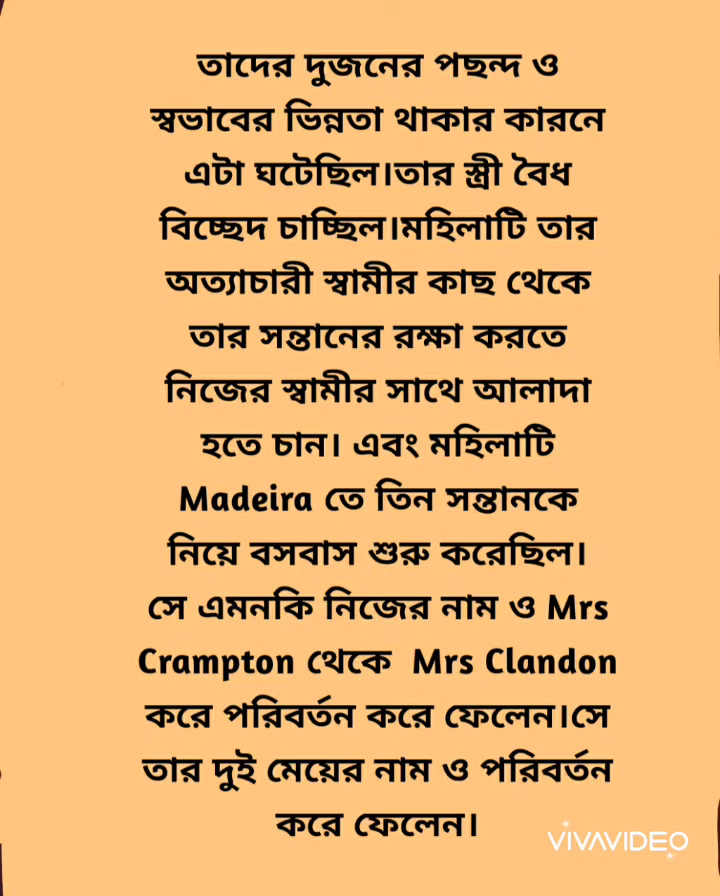 তাদের দুজনের পছন্দ ও
স্বভাবের ভিন্নতা থাকার কারনে
এটা ঘটেছিল।তার স্ত্রী বৈধ
বিচ্ছেদ চাচ্ছিল।মহিলাটি তার
অত্যাচারী স্বামীর কাছ থেকে
তার সন্তানের রক্ষা করতে
নিজের স্বামীর সাথে আলাদা
হতে চান। এবং মহিলাটি
Madeira তে তিন সন্তানকে
নিয়ে বসবাস শুরু করেছিল।
সে এমনকি নিজের নাম ও Mrs
Crampton থেকে Mrs Clandon
করে পরিবর্তন করে ফেলেন।সে
তার দুই মেয়ের নাম ও পরিবর্তন
করে ফেলেন।
VIVAVIDEO